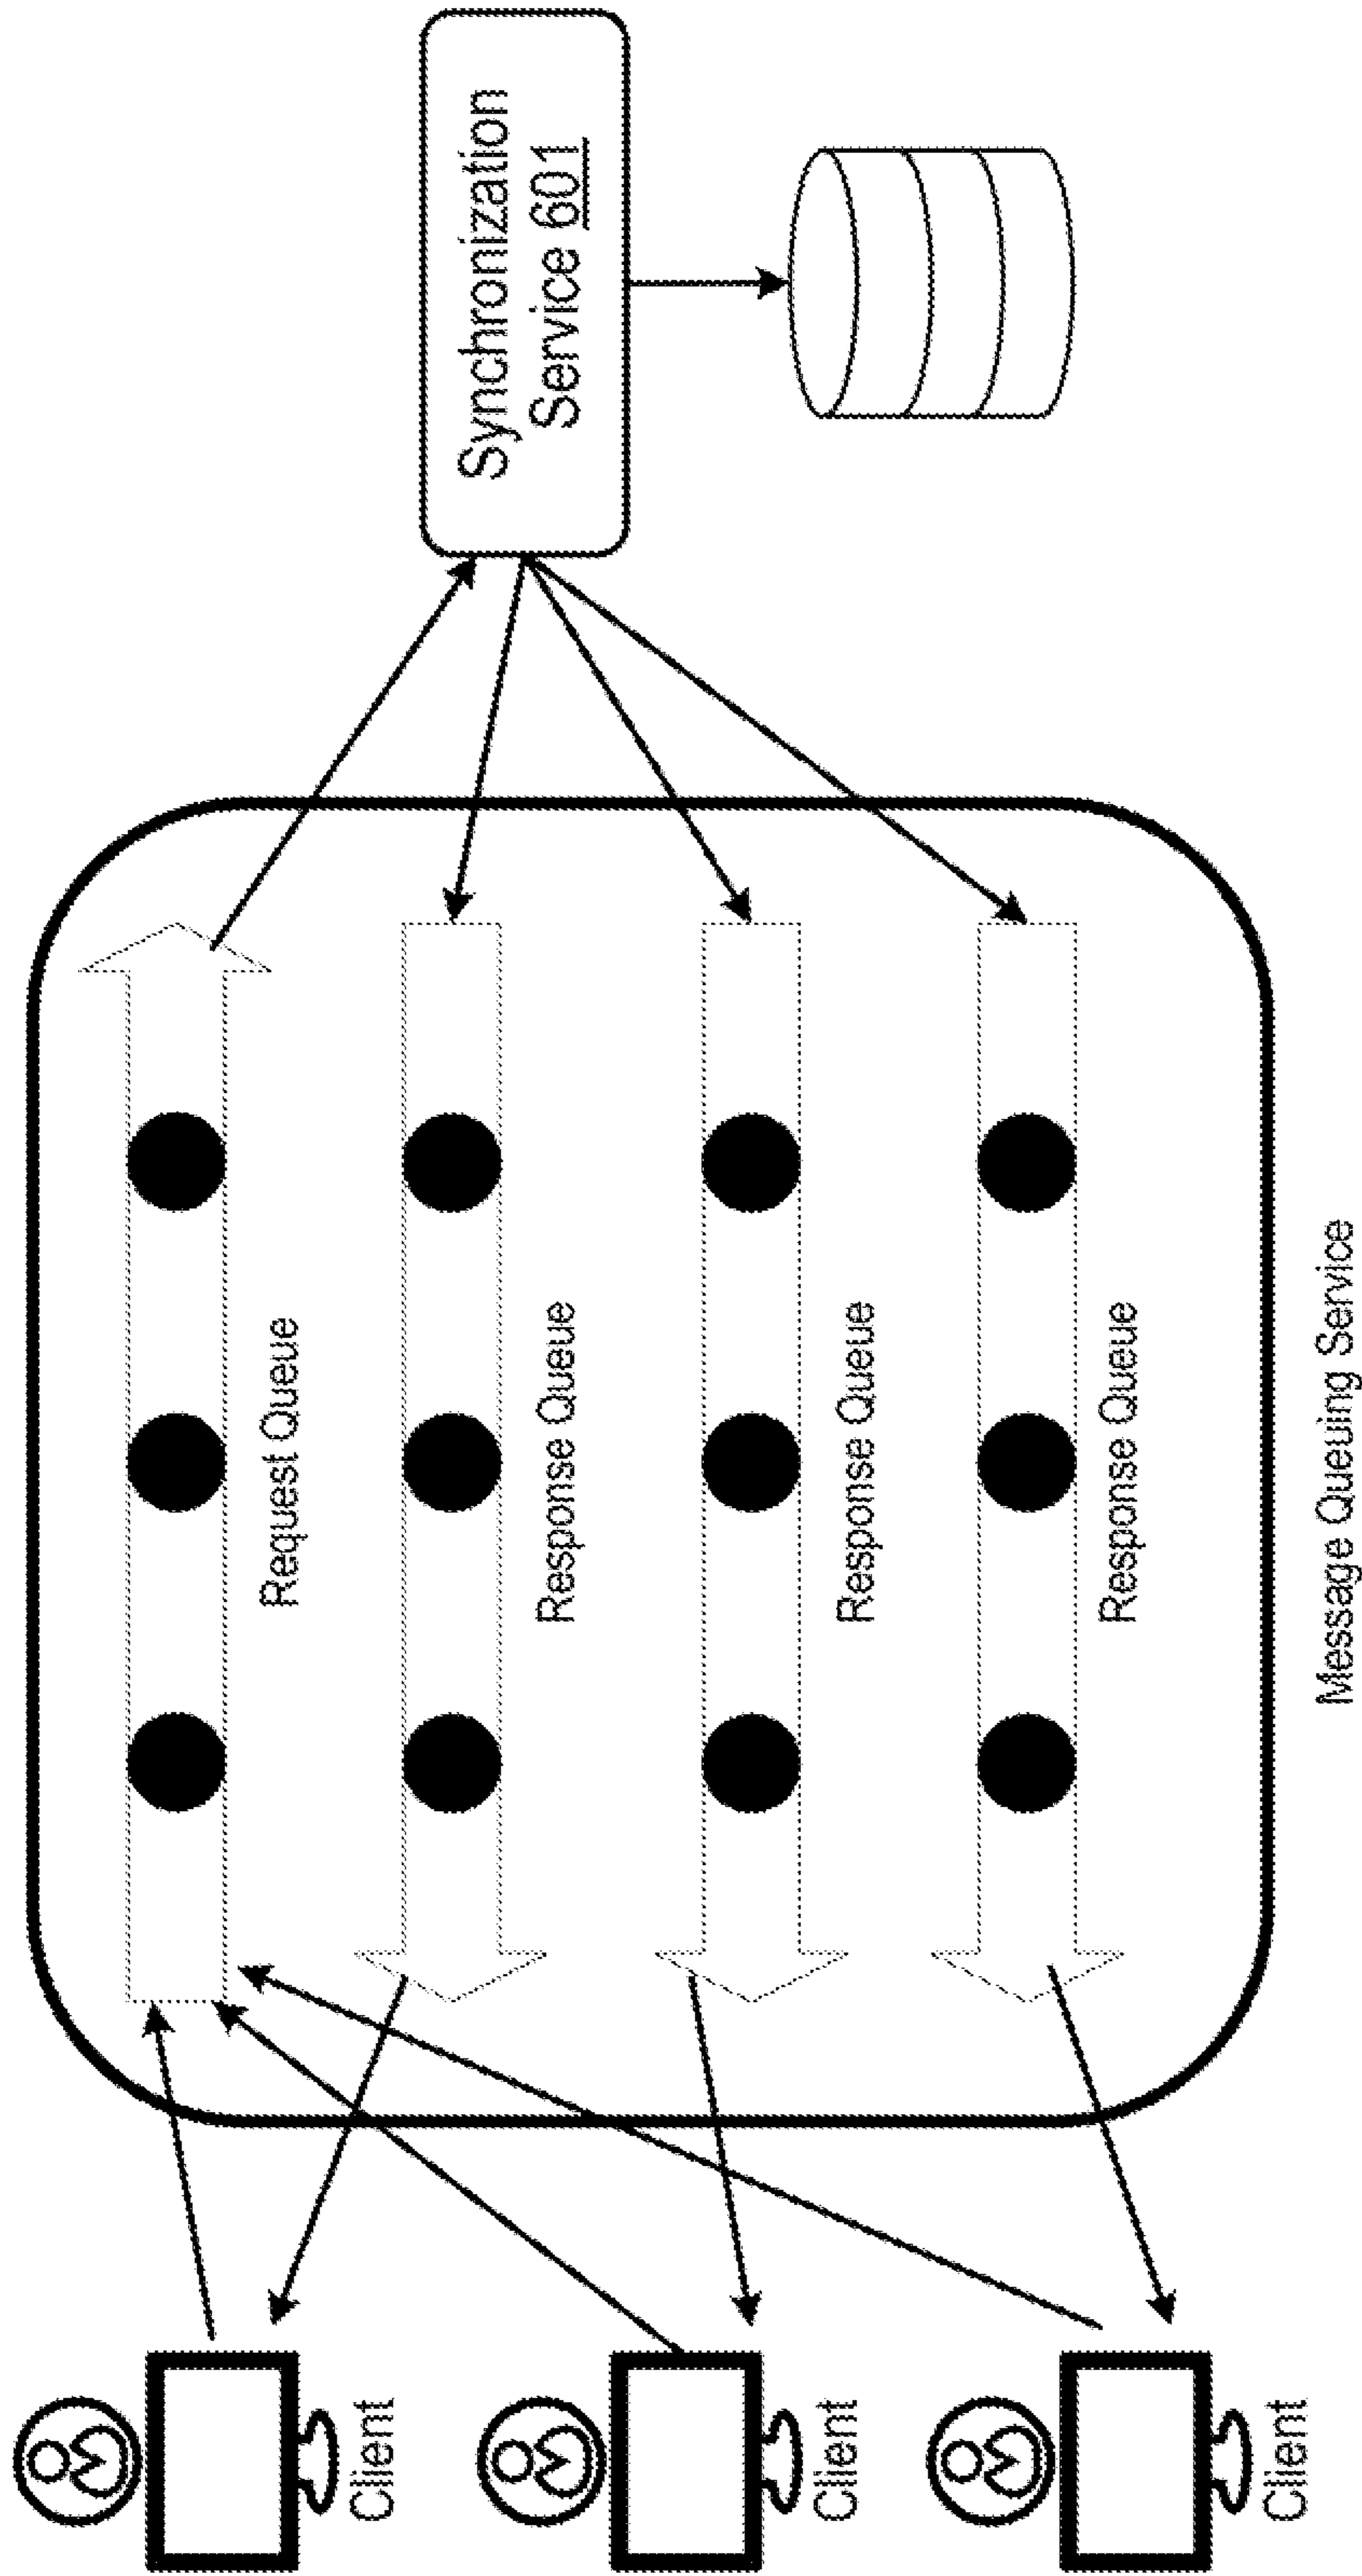 Synchronization
Service 601
Request Queue
Response Queue
Response Queue
Response Queue
Message Queuing Service
Client
Client
Client